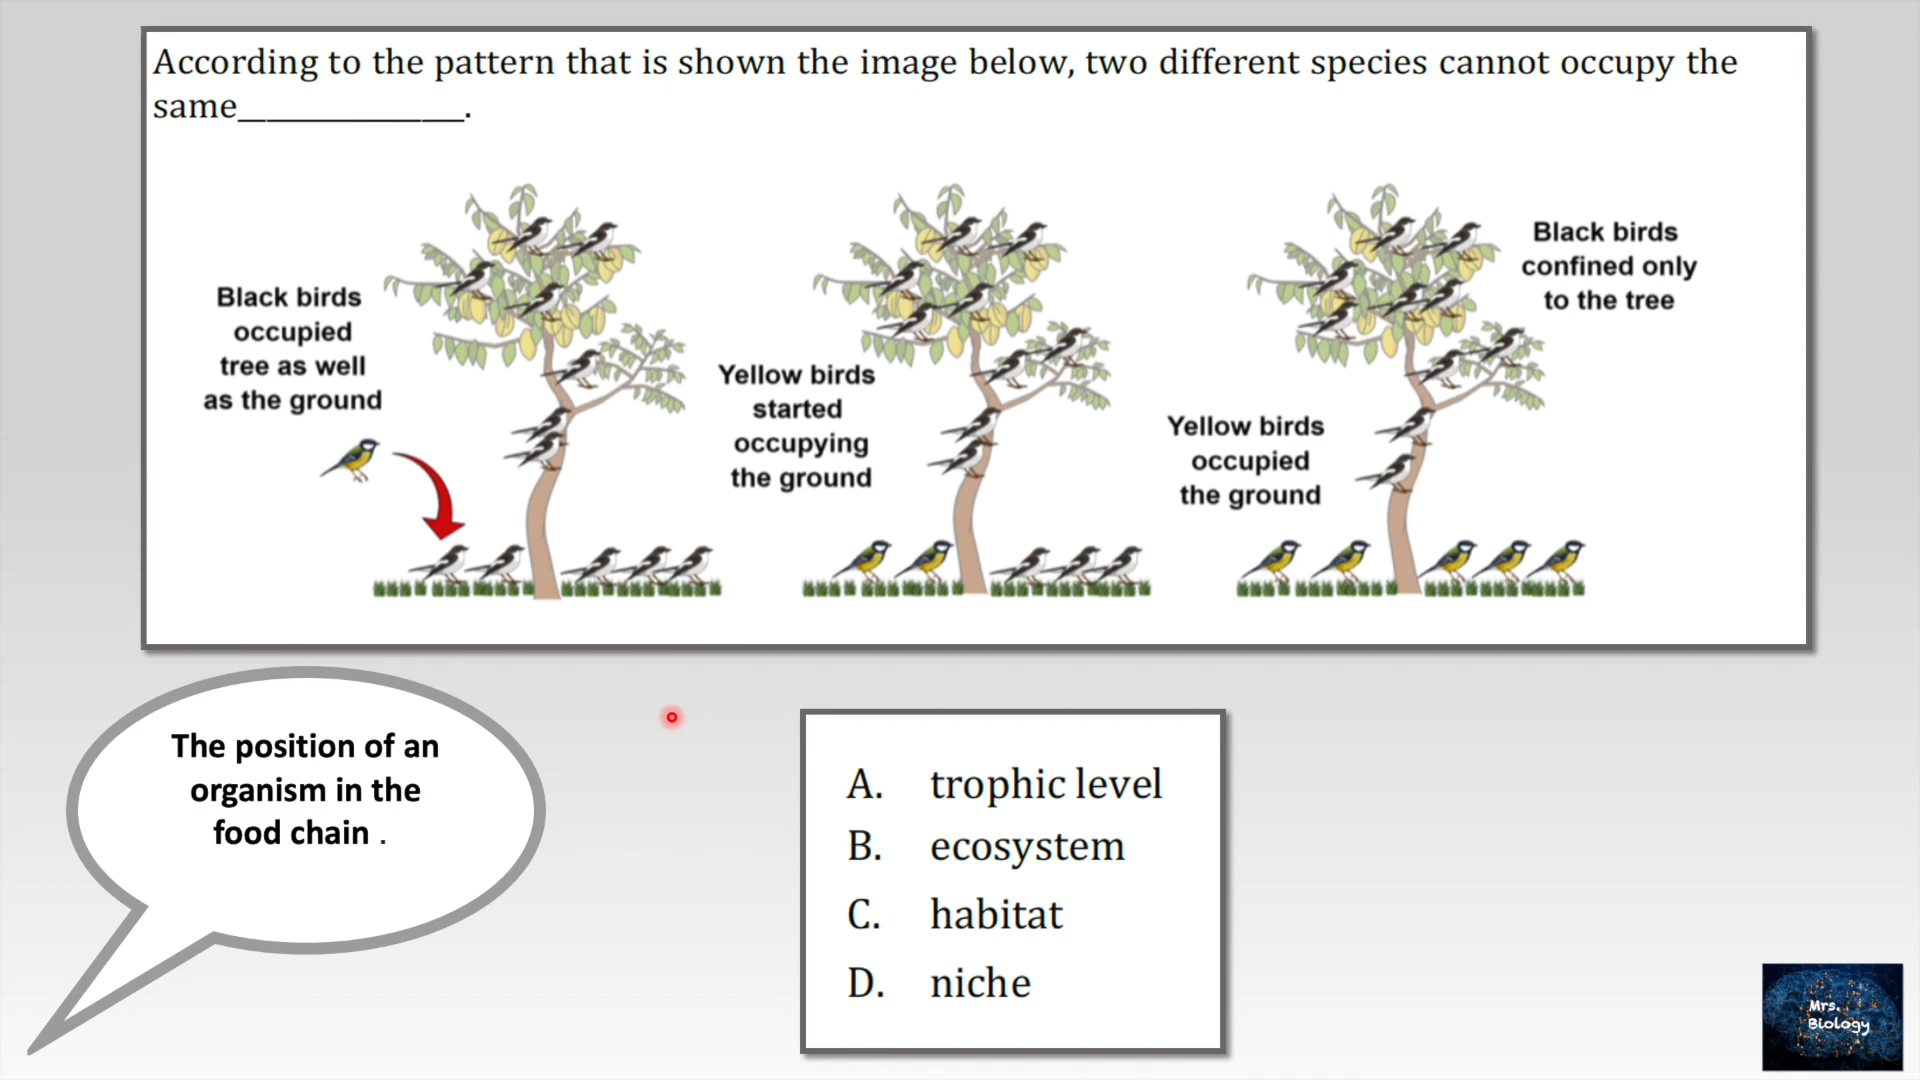 According to the pattern that is shown the image below, two different species cannot occupy the
same_______________.
Black birds
occupied
tree as well
as the ground
Yellow birds
started
occupying
the ground
Yellow birds
occupied
the ground
Black birds
confined only
to the tree
The position of an
organism in the
food chain .
A. trophic level
B. ecosystem
C. habitat
D. niche
Mrs.
Biology